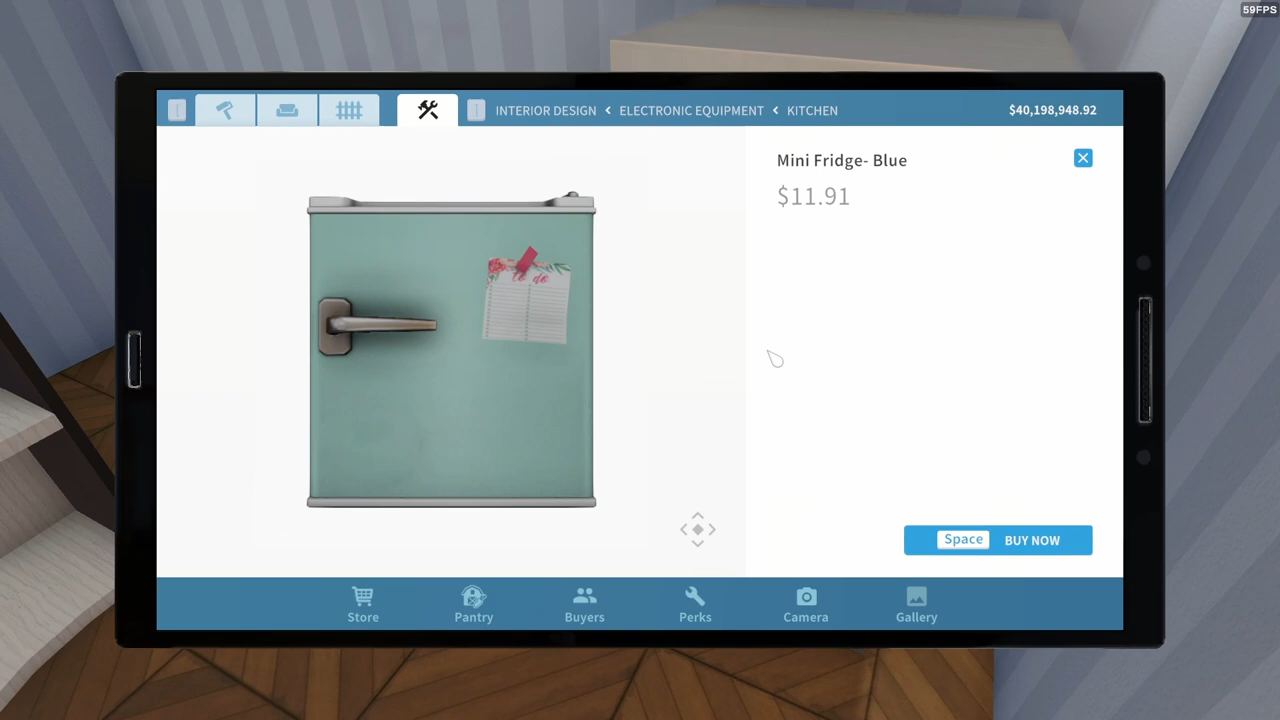 59FPS
INTERIOR DESIGN < ELECTRONIC EQUIPMENT < KITCHEN
$40,198,948.92
Mini Fridge- Blue
$11.91
to do
Space BUY NOW
Store Pantry Buyers Perks Camera Gallery